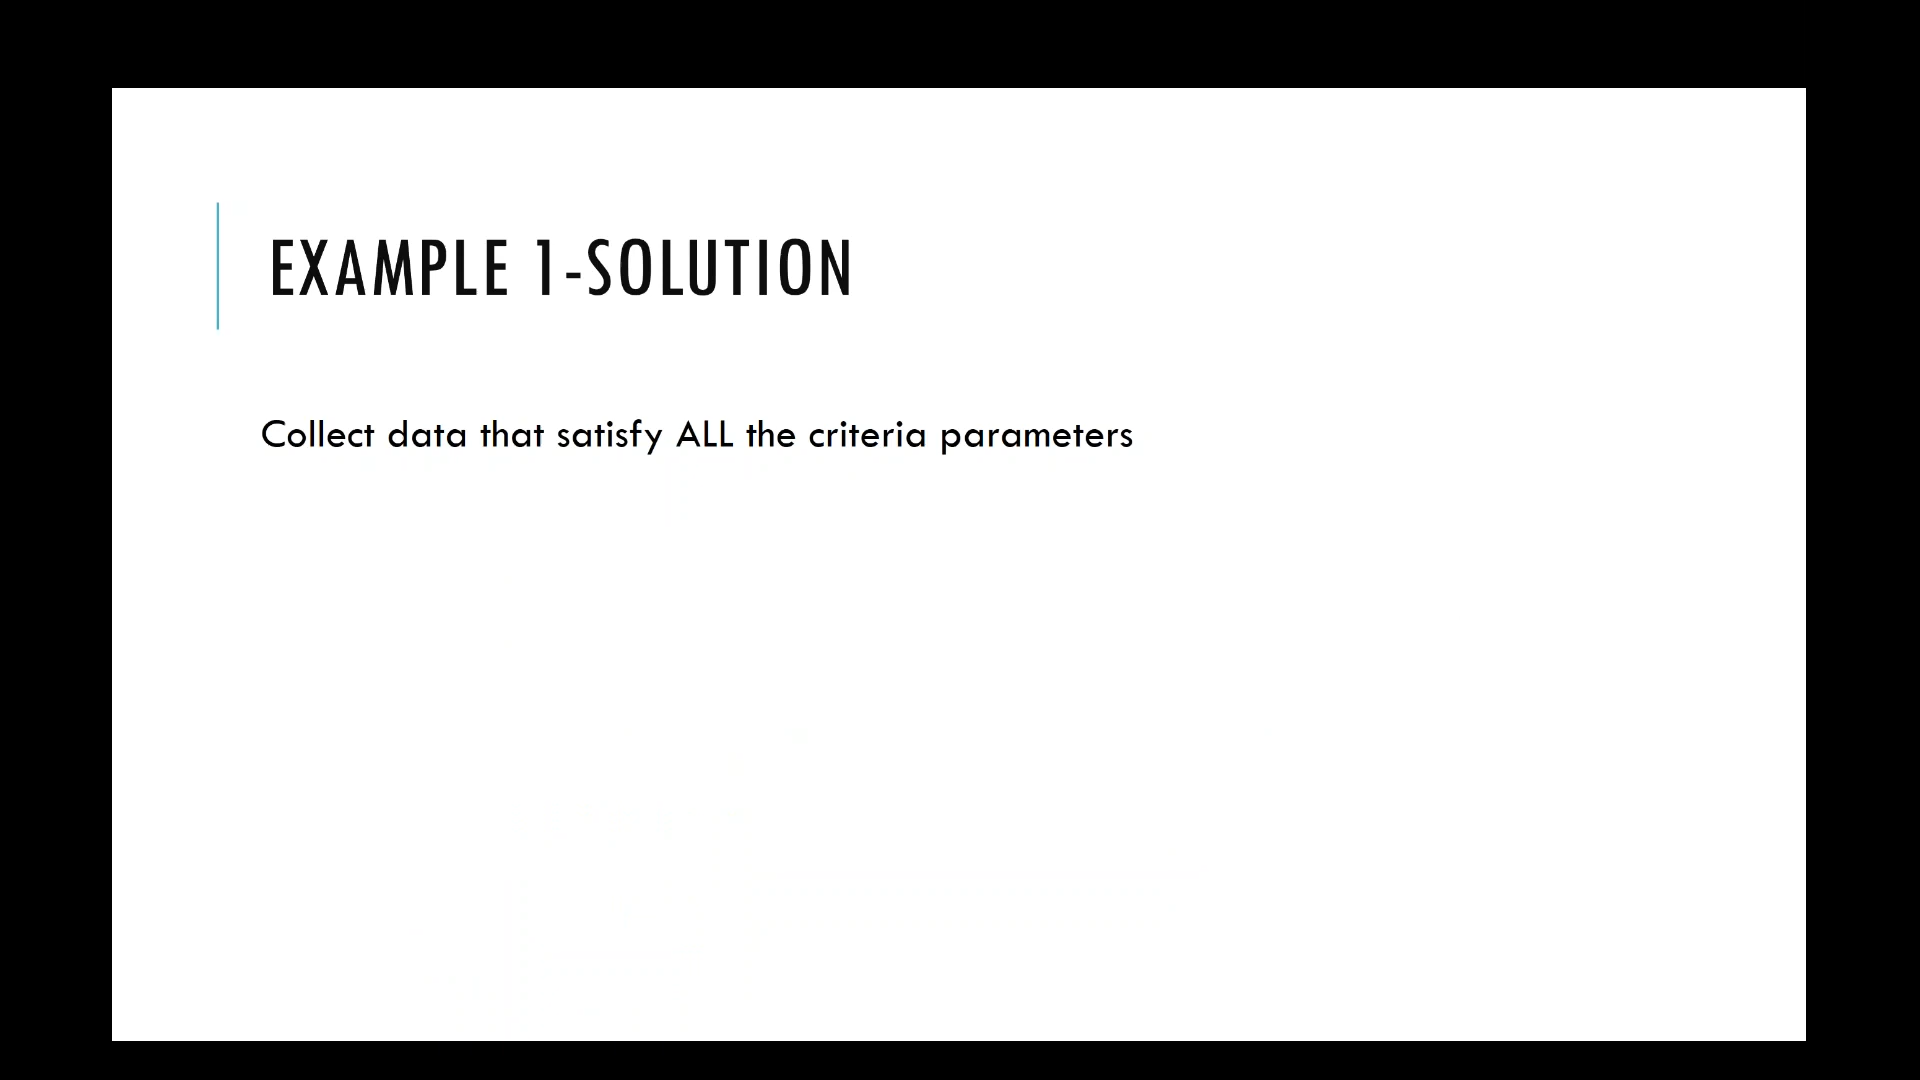 EXAMPLE 1-SOLUTION
Collect data that satisfy ALL the criteria parameters